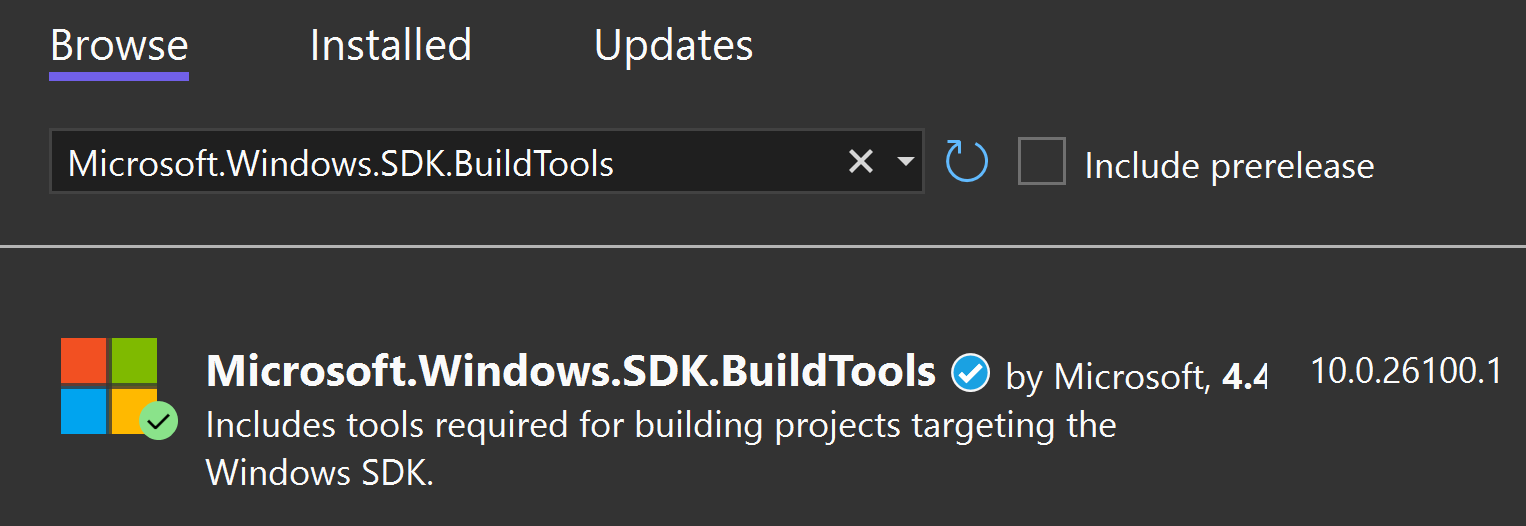 Browse Installed Updates
Microsoft.Windows.SDK.BuildTools
Include prerelease
Microsoft.Windows.SDK.BuildTools by Microsoft, 4.4 10.0.26100.1
Includes tools required for building projects targeting the
Windows SDK.